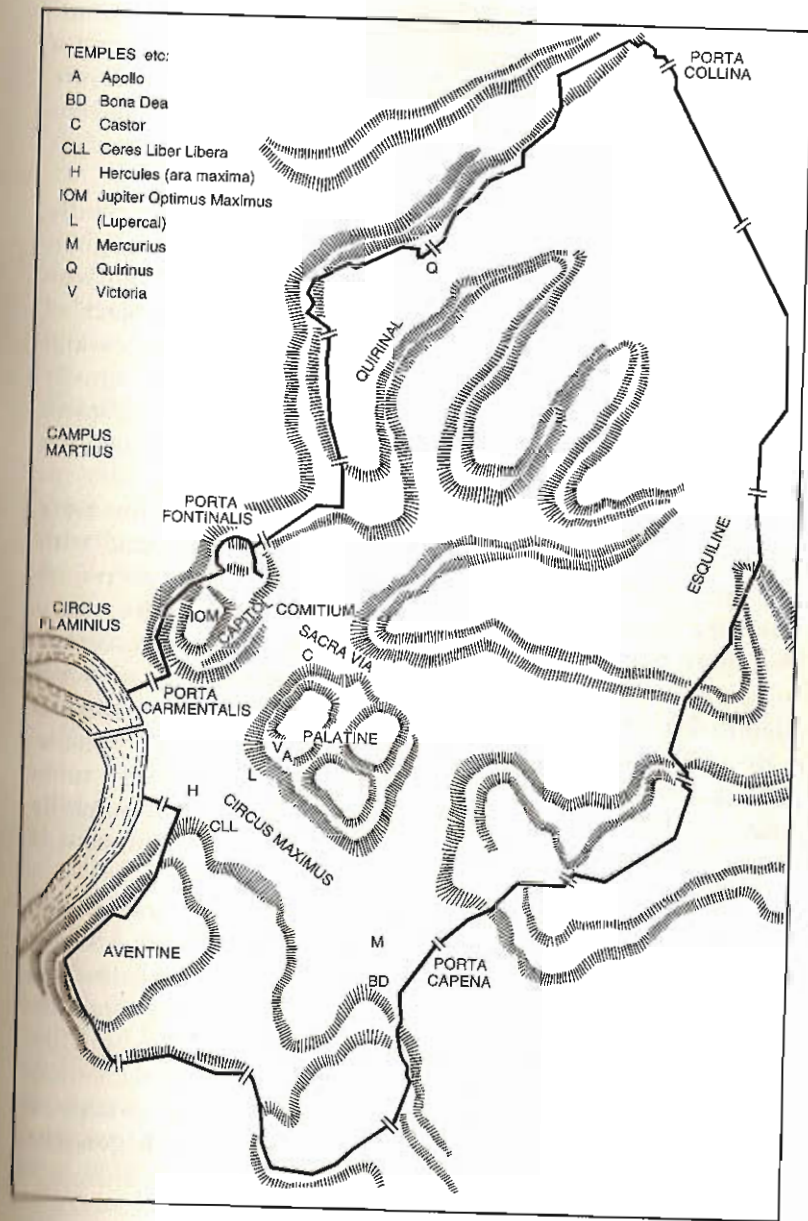 TEMPLES etc:
A Apollo
BD Bona Dea
C Castor
CLL Ceres Liber Libera
H Hercules (ara maxima)
IOM Jupiter Optimus Maximus
L (Lupercal)
M Mercurius
Q Quirinus
V Victoria
PORTA
COLLINA
Q
QUIRINAL
CAMPUS
MARTIUS
PORTA
FONTINALIS
ESQUILINE
CIRCUS
FLAMINIUS
IOM
CAPITOL
COMITIUM
SACRA VIA
C
PORTA
CARMENTALIS
PALATINE
V
A
L
H
CLL
CIRCUS MAXIMUS
AVENTINE
M
BD
PORTA
CAPENA